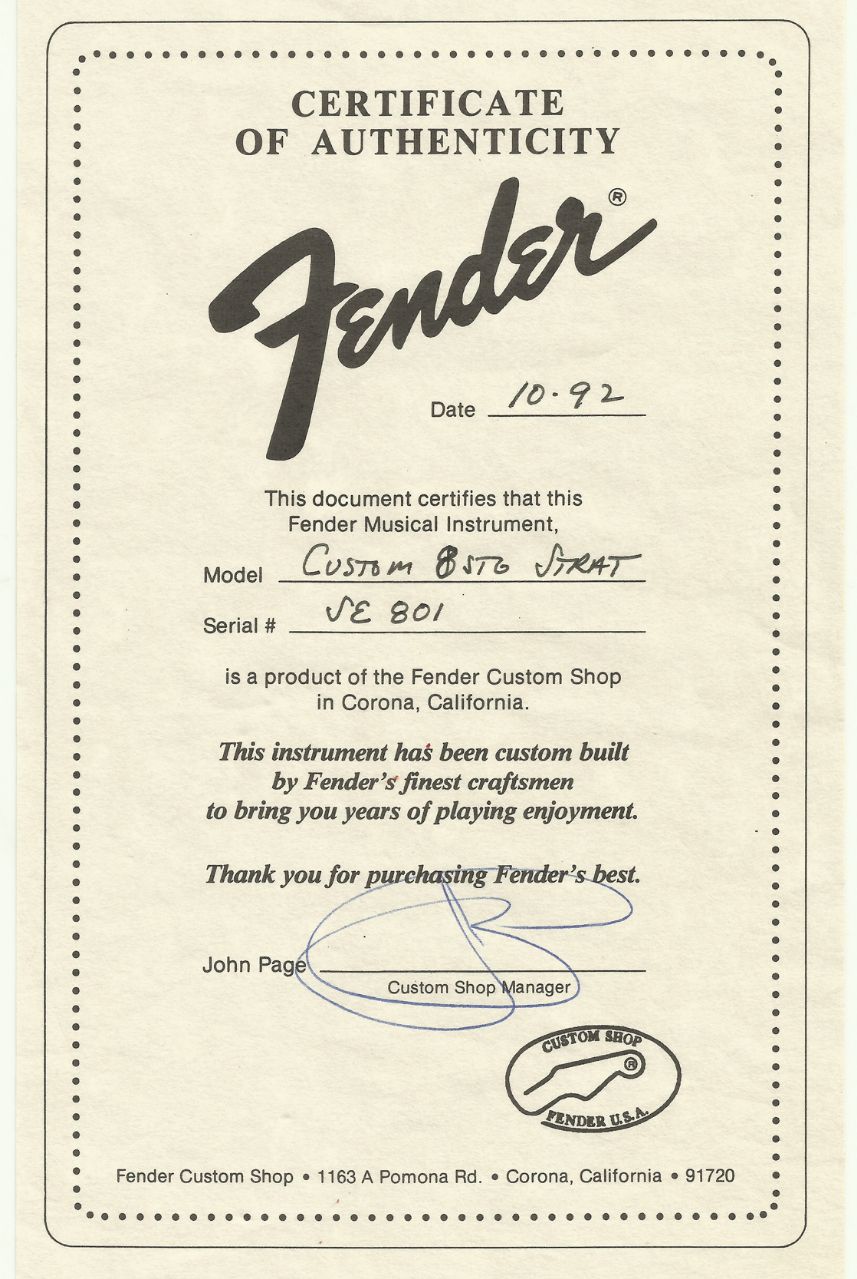 CERTIFICATE
OF AUTHENTICITY
Fender®
Date 10·92
This document certifies that this
Fender Musical Instrument,
Model CUSTOM 8 STG STRAT
Serial # SE 801
is a product of the Fender Custom Shop
in Corona, California.
This instrument has been custom built
by Fender's finest craftsmen
to bring you years of playing enjoyment.
Thank you for purchasing Fender's best.
John Page
Custom Shop Manager
CUSTOM SHOP
®
FENDER U.S.A.
Fender Custom Shop • 1163 A Pomona Rd. • Corona, California • 91720